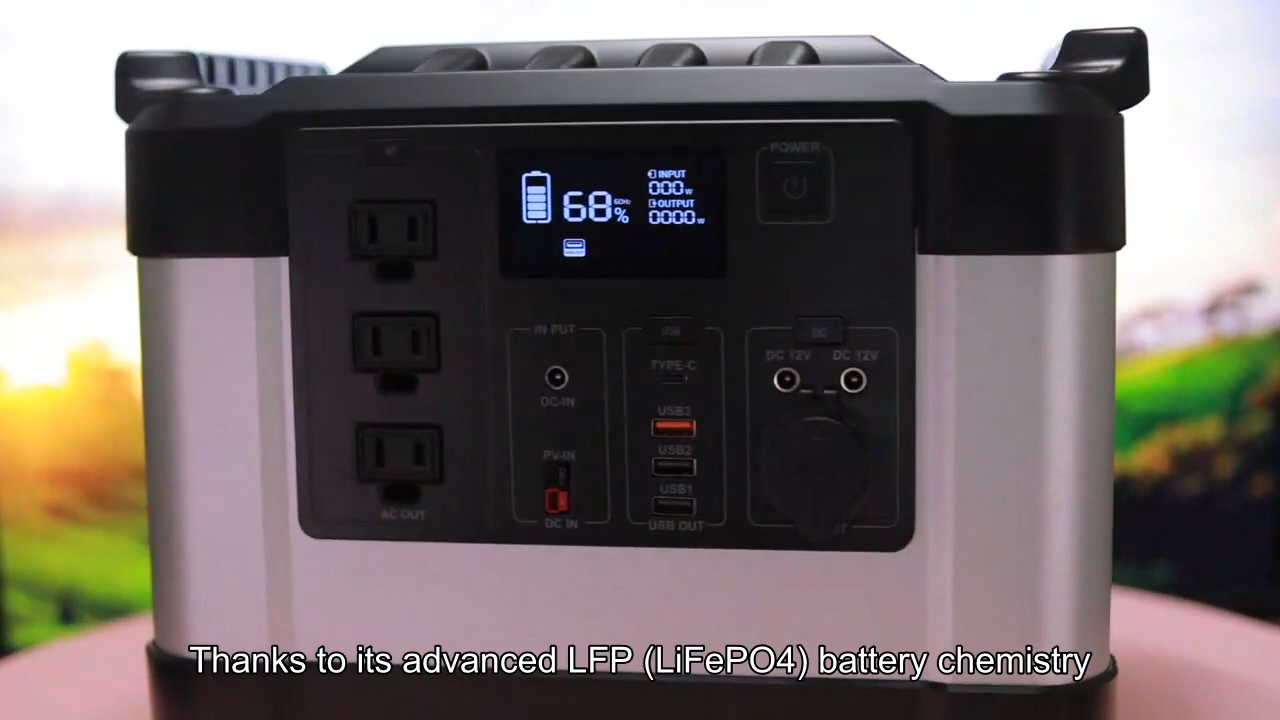 POWER
INPUT
000w
68%
60Hz
OUTPUT
0000w
IN PUT
USB
DC
TYPE-C
DC 12V DC 12V
DC-IN
USB3
USB2
PV-IN
USB1
AC OUT
DC IN
USB OUT
Thanks to its advanced LFP (LiFePO4) battery chemistry